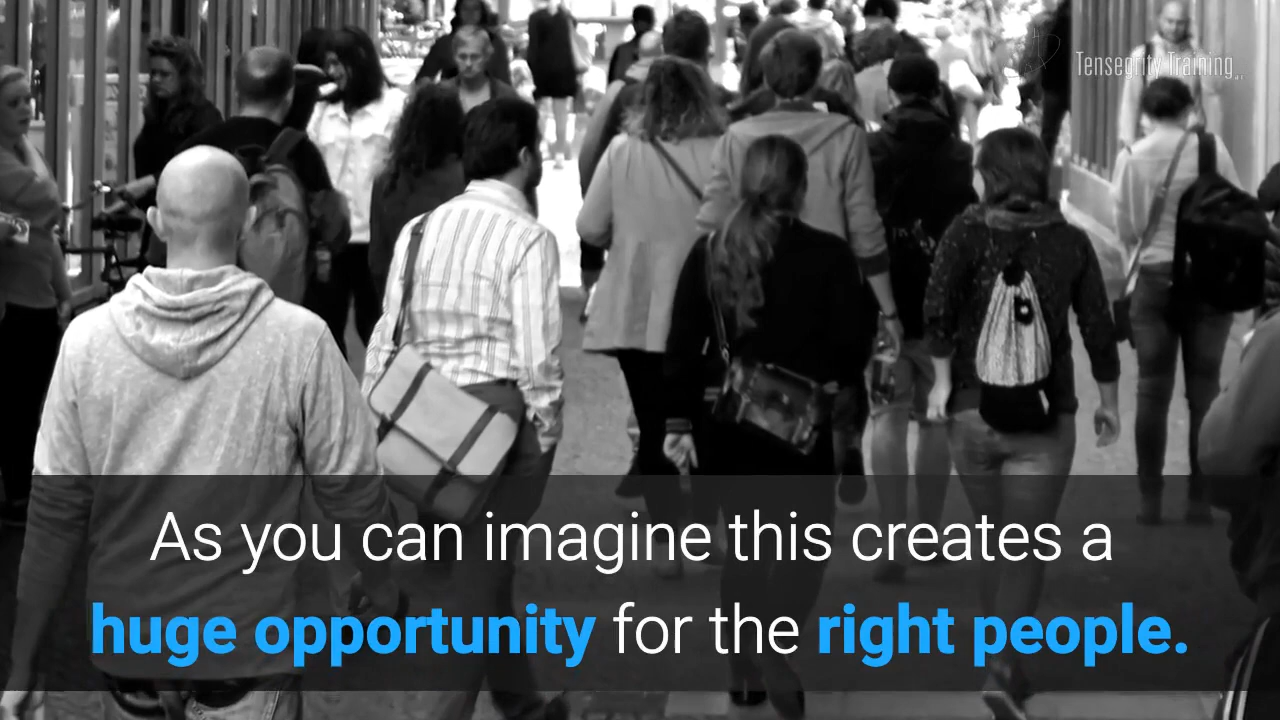 Tensegrity Training
As you can imagine this creates a
huge opportunity for the right people.